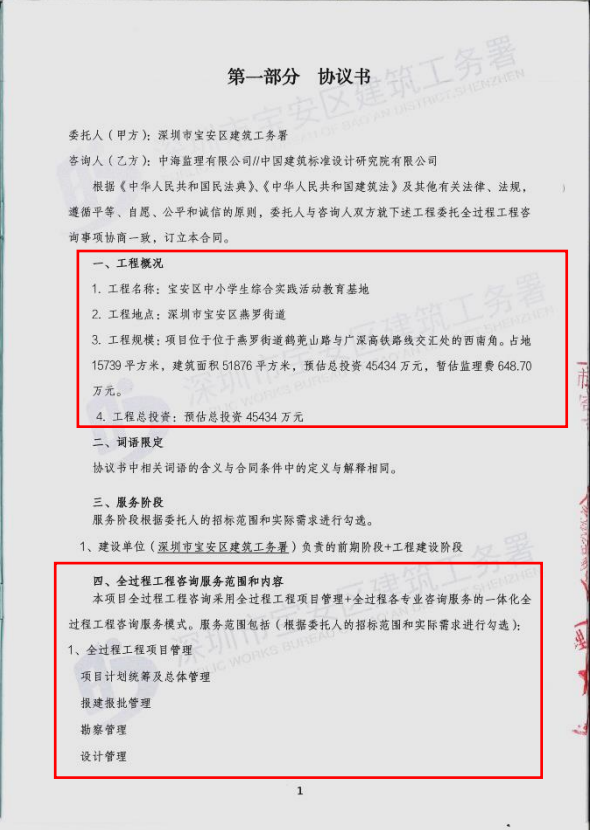 第一部分 协议书
委托人（甲方）：深圳市宝安区建筑工务署
咨询人（乙方）：中海监理有限公司//中国建筑标准设计研究院有限公司
根据《中华人民共和国民法典》、《中华人民共和国建筑法》及其他有关法律、法规，
遵循平等、自愿、公平和诚信的原则，委托人与咨询人双方就下述工程委托全过程工程咨
询事项协商一致，订立本合同。
一、工程概况
1. 工程名称：宝安区中小学生综合实践活动教育基地
2. 工程地点：深圳市宝安区燕罗街道
3. 工程规模：项目位于位于燕罗街道鹤莞山路与广深高铁路线交汇处的西南角。占地
15739 平方米，建筑面积 51876 平方米，预估总投资 45434 万元，暂估监理费 648.70
万元。
4. 工程总投资：预估总投资 45434 万元
二、词语限定
协议书中相关词语的含义与合同条件中的定义与解释相同。
三、服务阶段
服务阶段根据委托人的招标范围和实际需求进行勾选。
1、建设单位（深圳市宝安区建筑工务署）负责的前期阶段+工程建设阶段
四、全过程工程咨询服务范围和内容
本项目全过程工程咨询采用全过程工程项目管理+全过程各专业咨询服务的一体化全
过程工程咨询服务模式。服务范围包括（根据委托人的招标范围和实际需求进行勾选）：
1、全过程工程项目管理
项目计划统筹及总体管理
报建报批管理
勘察管理
设计管理
1